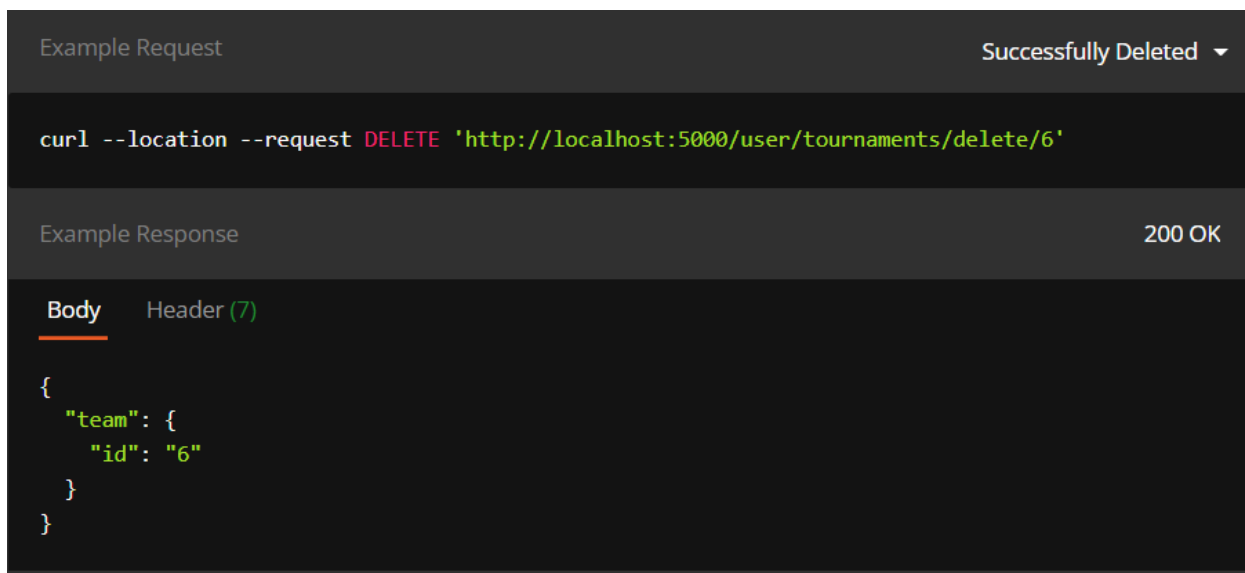 Example Request
Successfully Deleted
curl --location --request DELETE 'http://localhost:5000/user/tournaments/delete/6'
Example Response
200 OK
Body Header (7)
{
  "team": {
    "id": "6"
  }
}